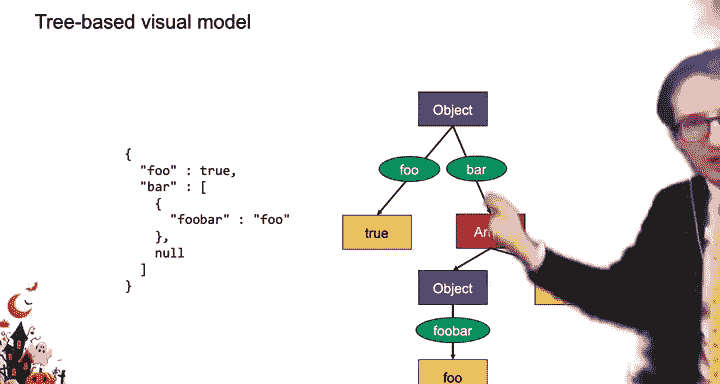 Tree-based visual model
{
"foo" : true,
"bar" : [
{
"foobar" : "foo"
},
null
]
}
Object
foo
bar
true
Object
foobar
foo